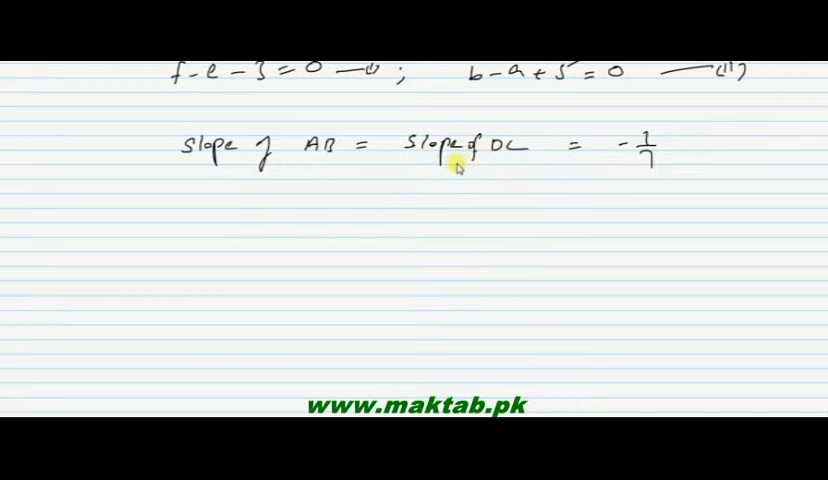 f - e - 3 = 0 —(I) ; b - a + 5 = 0 —(II)
Slope of AB = Slope of DC = - 1/7
www.maktab.pk